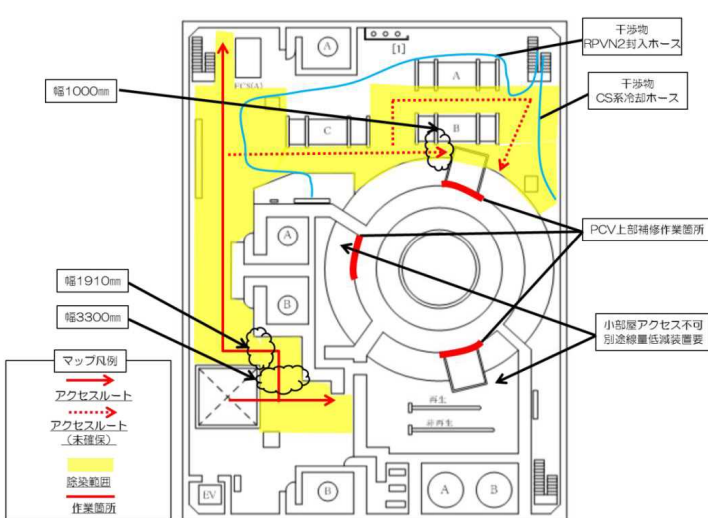 干渉物
RPVN2封入ホース
[1]
A
FCS(A)
A
干渉物
CS系冷却ホース
幅1000㎜
C
B
PCV上部補修作業箇所
A
幅1910㎜
B
幅3300㎜
小部屋アクセス不可
別途線量低減装置要
マップ凡例
アクセスルート
アクセスルート
(未確保)
除染範囲
作業箇所
再生
非再生
EV
B
A
B